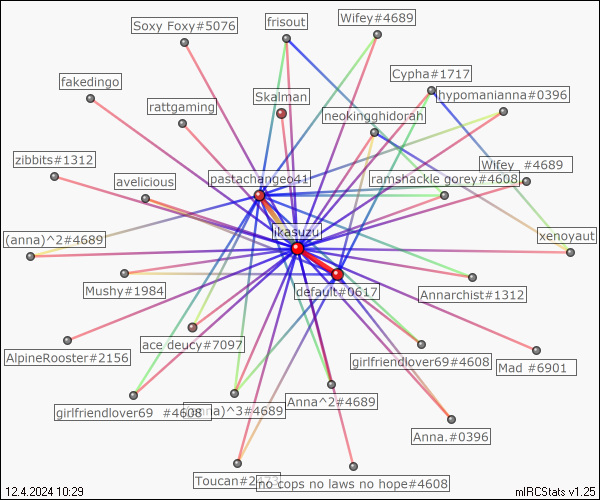 Soxy Foxy#5076
frisout
Wifey#4689
fakedingo
Cypha#1717
hypomanianna#0396
Skalman
rattgaming
neokingghidorah
zibbits#1312
Wifey #4689
avelicious
pastachangeo41
ramshackle gorey#4608
(anna)^2#4689
ikasuzu
xenoyaut
Mushy#1984
default#0617
Annarchist#1312
ace deucy#7097
AlpineRooster#2156
girlfriendlover69#4608
Mad #6901
girlfriendlover69 #4608
)^3#4689
Anna^2#4689
Anna.#0396
Toucan#2
no cops no laws no hope#4608
12.4.2024 10:29
mIRCStats v1.25